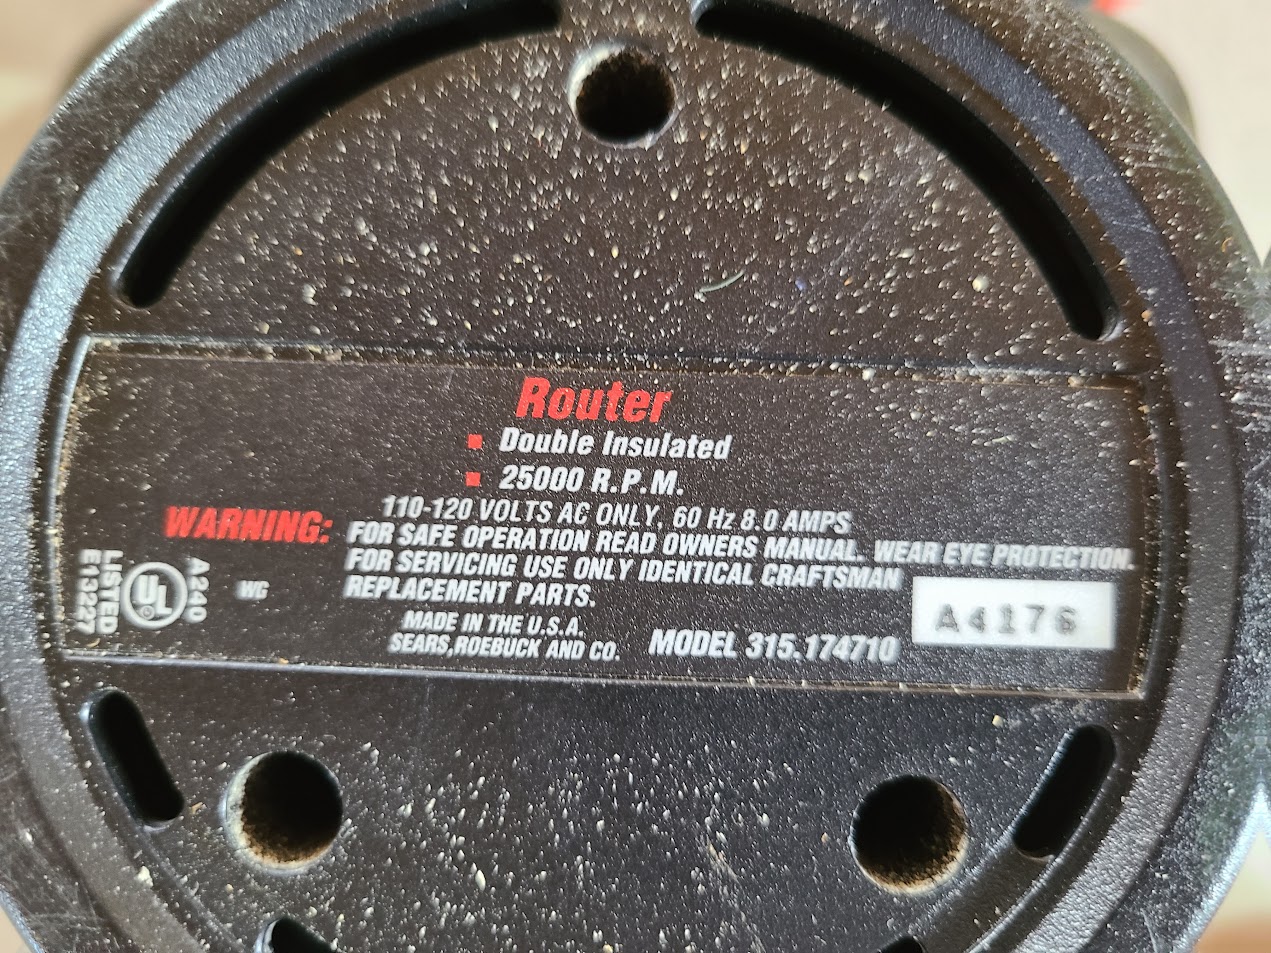 Router
Double Insulated
25000 R.P.M.
110-120 VOLTS AC ONLY, 60 Hz 8.0 AMPS
WARNING: FOR SAFE OPERATION READ OWNERS MANUAL. WEAR EYE PROTECTION.
FOR SERVICING USE ONLY IDENTICAL CRAFTSMAN
REPLACEMENT PARTS.
MADE IN THE U.S.A.
SEARS, ROEBUCK AND CO.
MODEL 315.174710
A4176
WG
A240
UL
LISTED
E13227